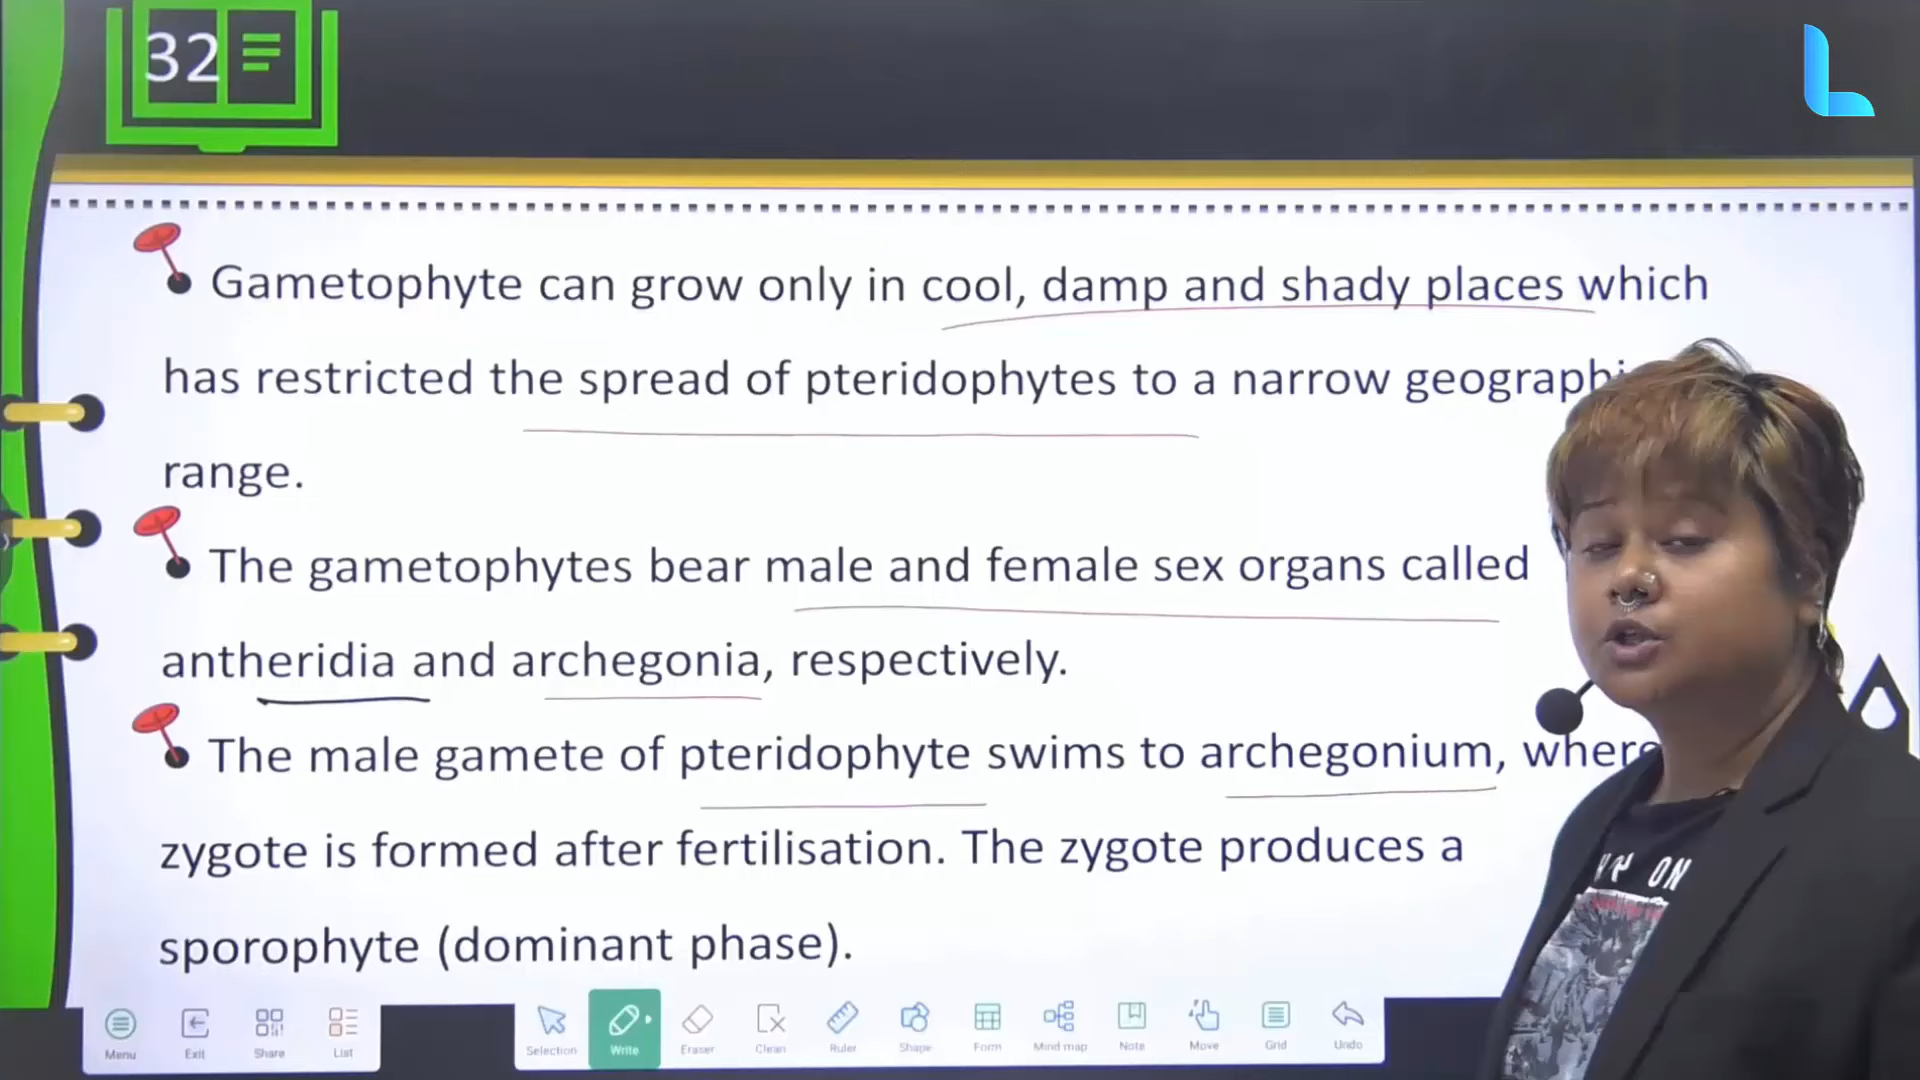 32
Gametophyte can grow only in cool, damp and shady places which
has restricted the spread of pteridophytes to a narrow
range.
The gametophytes bear male and female sex organs called
antheridia and archegonia, respectively.
The male gamete of pteridophyte swims to archegonium,
zygote is formed after fertilisation. The zygote produces a
sporophyte (dominant phase).
ON
Menu Exit Share List Selection Write Eraser Clean Ruler Shape Form Mind map Note Move Grid Undo